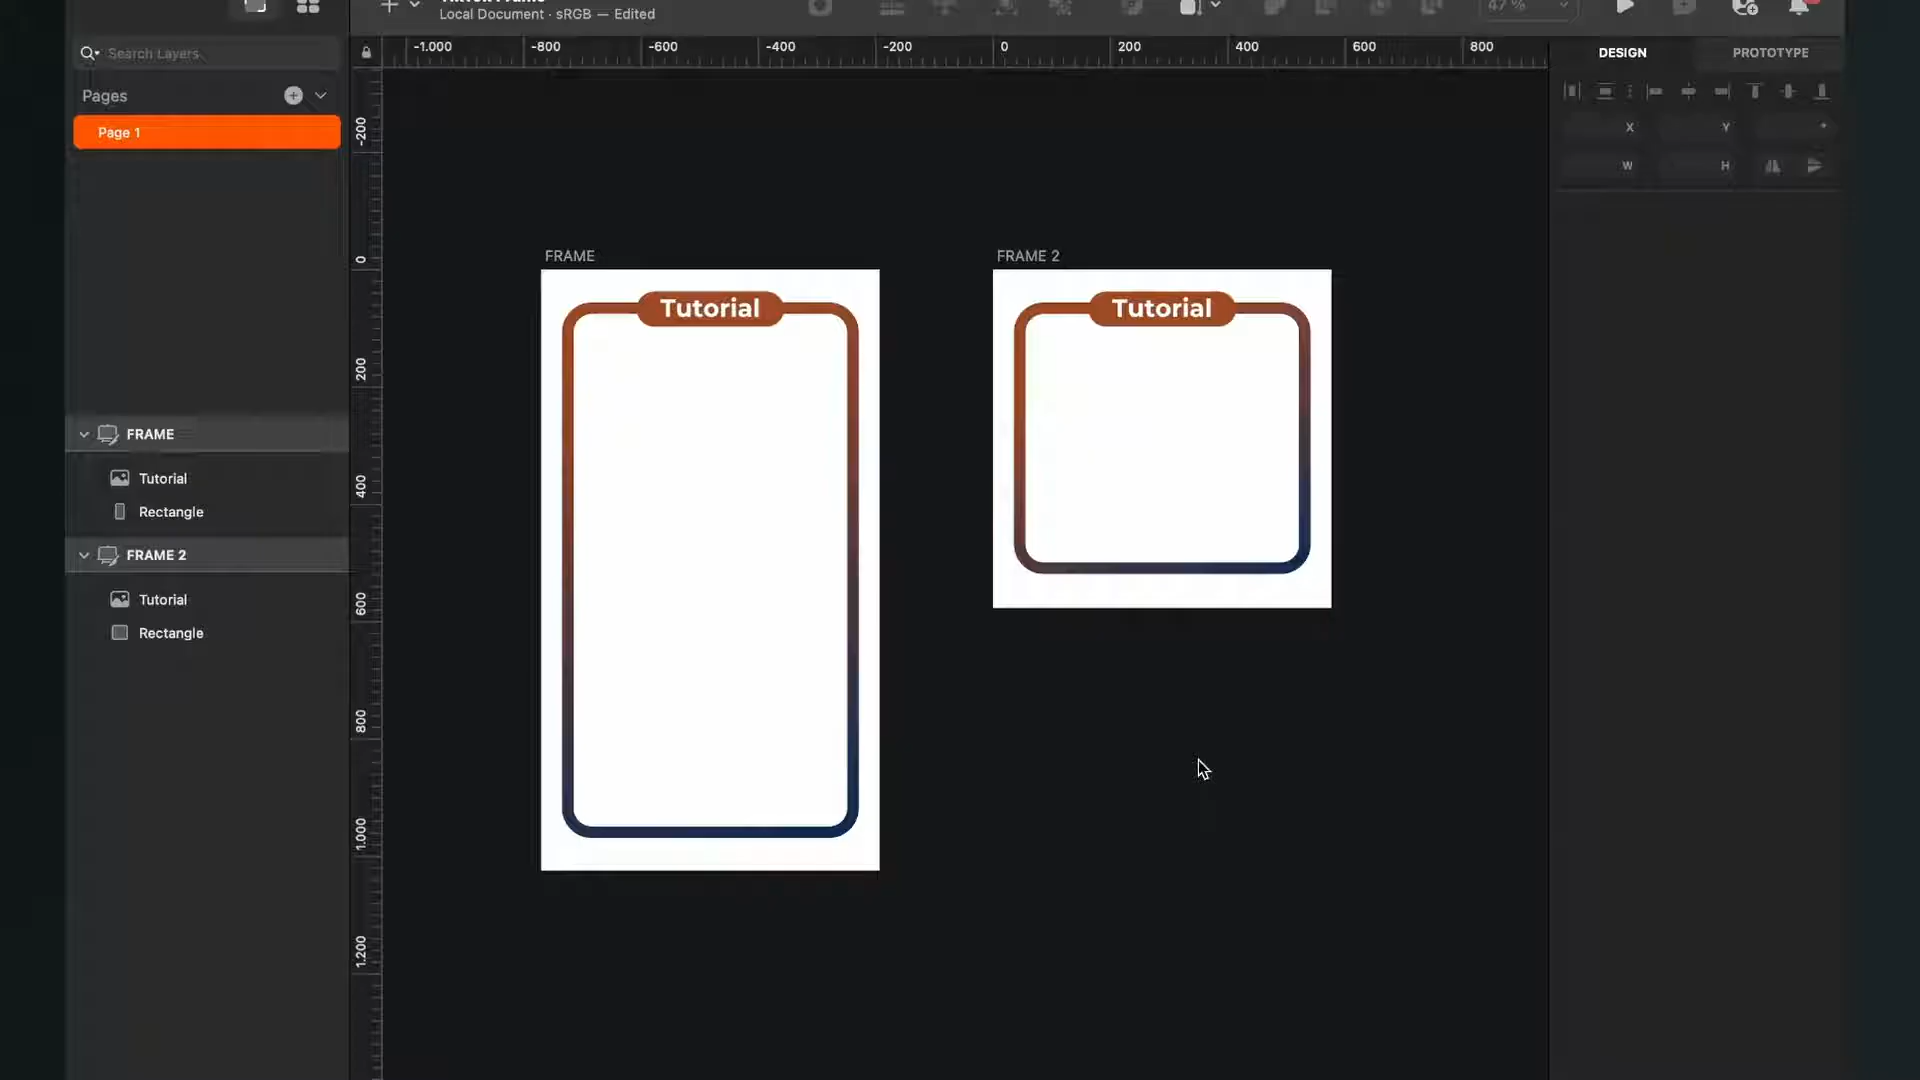 Local Document · sRGB — Edited
47 %
Search Layers
-1.000 -800 -600 -400 -200 0 200 400 600 800
DESIGN
PROTOTYPE
Pages
Page 1
X Y °
W H
-200
0
200
400
600
800
1.000
1.200
FRAME
Tutorial
Rectangle
FRAME 2
Tutorial
Rectangle
FRAME
Tutorial
FRAME 2
Tutorial